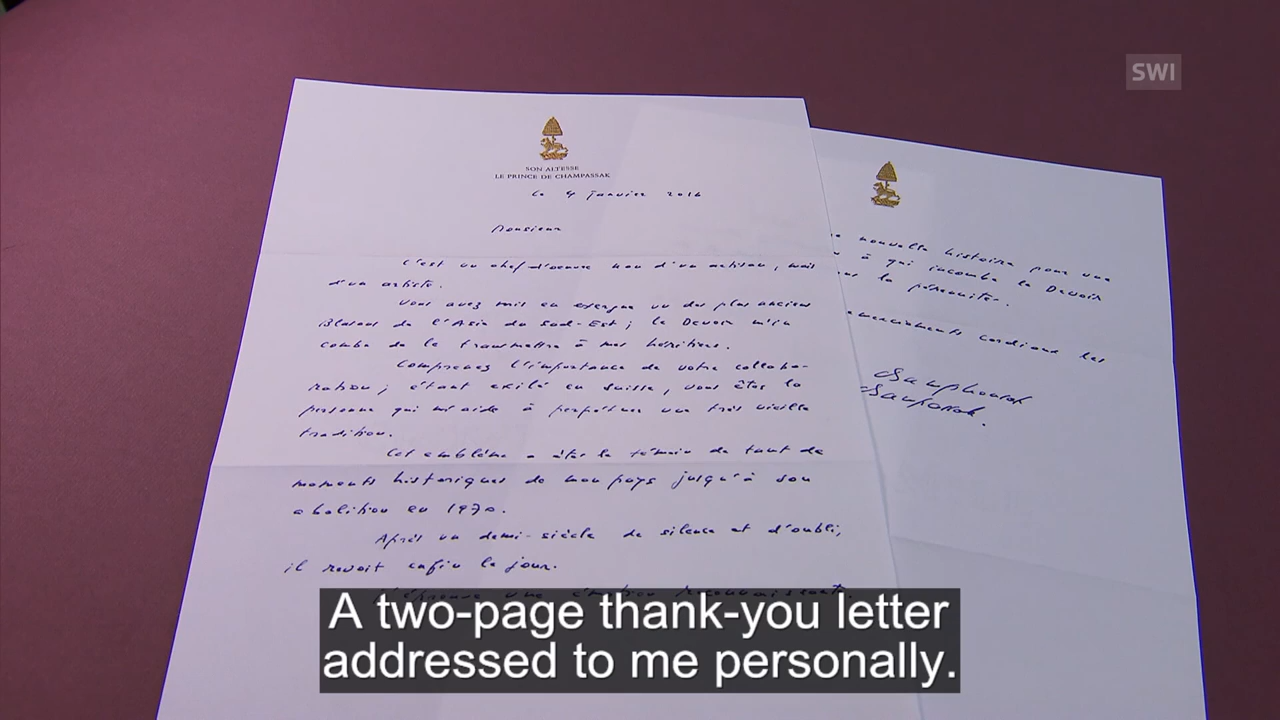 SWI
SON ALTESSE
LE PRINCE DE CHAMPASSAK
le 4 janvier 2016
Monsieur
C'est un chef d'oeuvre non d'un artisan, mais
d'un artiste.
Vous avez mis en exergue un des plus anciens
Blasons de l'Asie du Sud-Est; le Devoir m'in
combe de le transmettre à mes héritiers.
Comprenez l'importance de votre collabo-
ration; étant exilé en Suisse, vous êtes la
personne qui m'aide à perpétuer une très vieille
tradition.
Cet emblème a été le témoin de tant de
moments historiques de mon pays jusqu'à son
abolition en 1970.
Après un demi-siècle de silence et d'oubli,
il revoit enfin le jour.
nouvelle histoire pour une
à qui incombe le Devoir
la pérennité.
cordiaux les
Champassak.
A two-page thank-you letter
addressed to me personally.